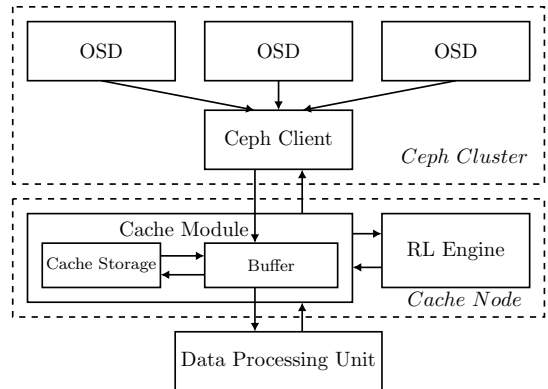 OSD OSD OSD
Ceph Client
Ceph Cluster
Cache Module
RL Engine
Cache Storage
Buffer
Cache Node
Data Processing Unit